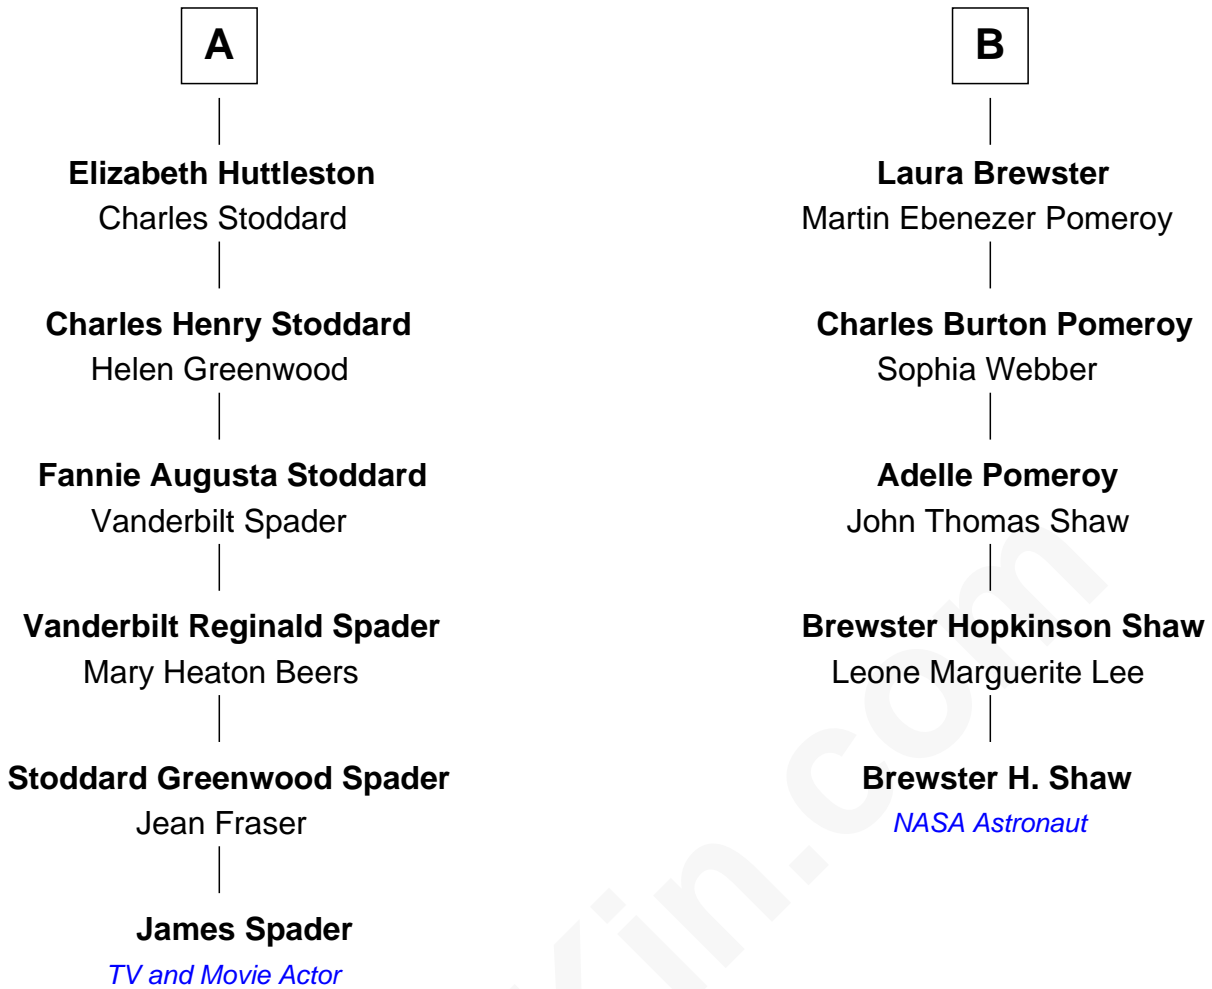 A
Elizabeth Huttleston
Charles Stoddard
Charles Henry Stoddard
Helen Greenwood
Fannie Augusta Stoddard
Vanderbilt Spader
Vanderbilt Reginald Spader
Mary Heaton Beers
Stoddard Greenwood Spader
Jean Fraser
James Spader
TV and Movie Actor
B
Laura Brewster
Martin Ebenezer Pomeroy
Charles Burton Pomeroy
Sophia Webber
Adelle Pomeroy
John Thomas Shaw
Brewster Hopkinson Shaw
Leone Marguerite Lee
Brewster H. Shaw
NASA Astronaut
Kin.com